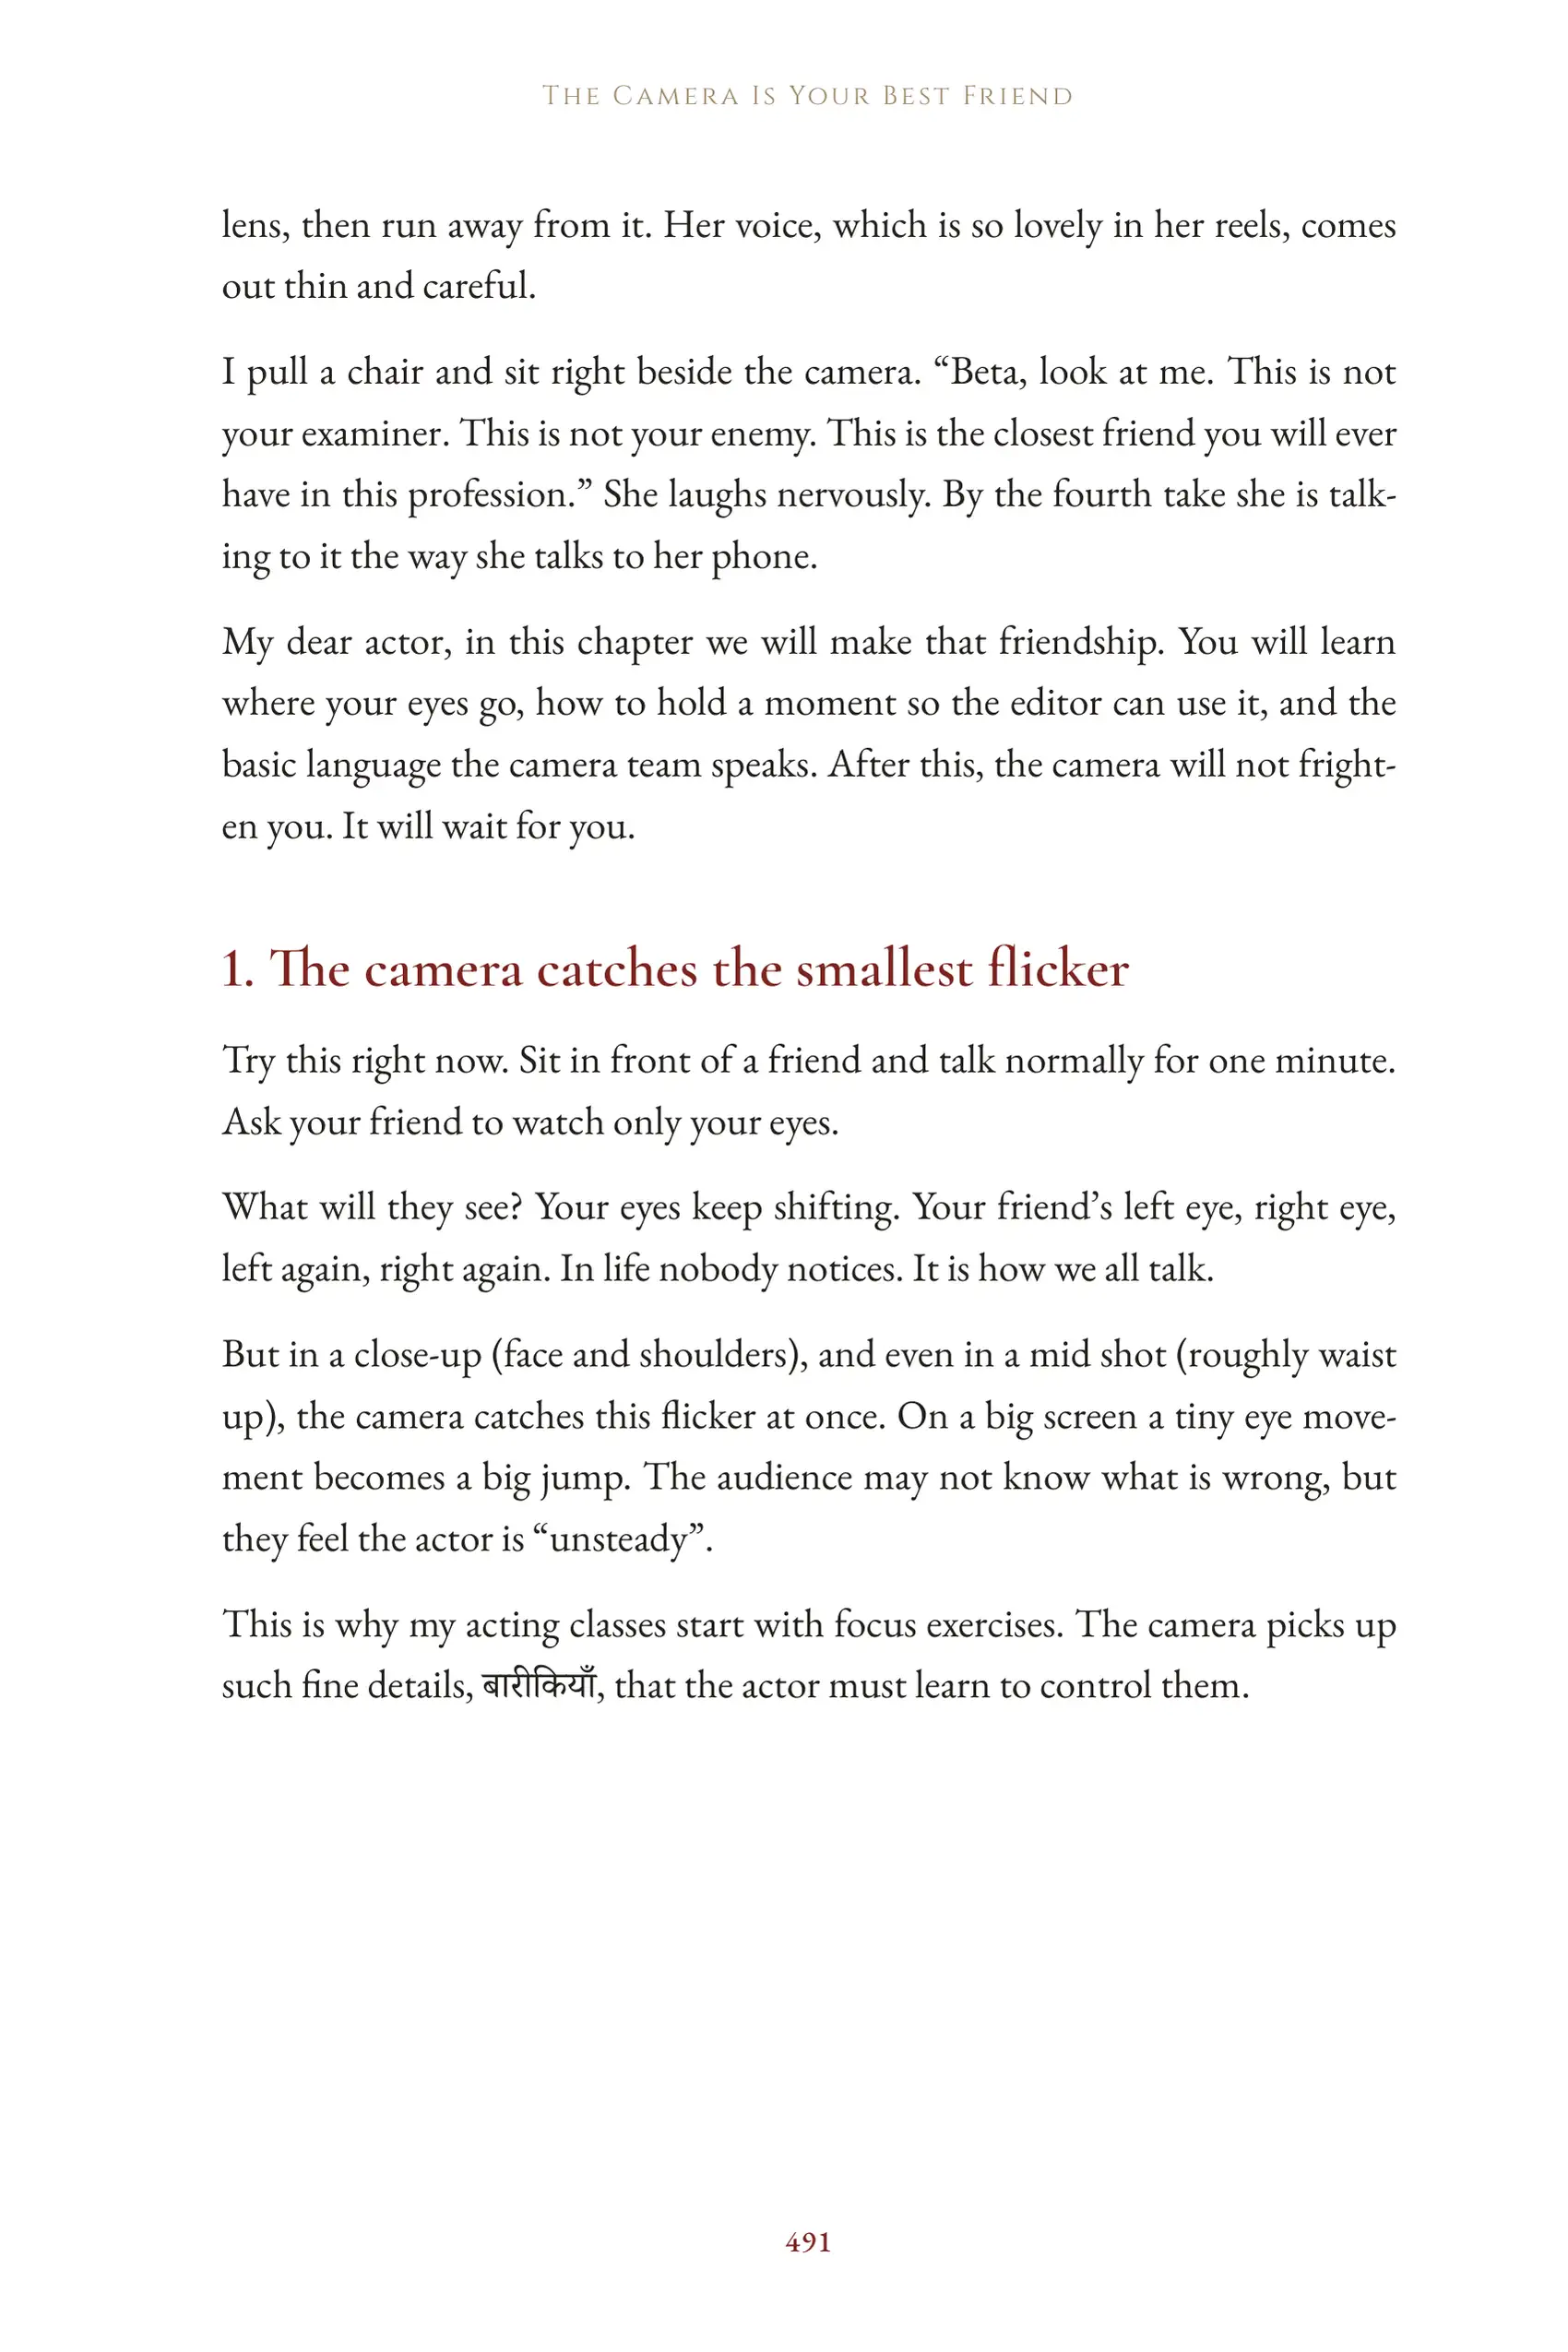 The Camera Is Your Best Friend
lens, then run away from it. Her voice, which is so lovely in her reels, comes
out thin and careful.
I pull a chair and sit right beside the camera. “Beta, look at me. This is not
your examiner. This is not your enemy. This is the closest friend you will ever
have in this profession.” She laughs nervously. By the fourth take she is talk-
ing to it the way she talks to her phone.
My dear actor, in this chapter we will make that friendship. You will learn
where your eyes go, how to hold a moment so the editor can use it, and the
basic language the camera team speaks. After this, the camera will not fright-
en you. It will wait for you.
1. The camera catches the smallest flicker
Try this right now. Sit in front of a friend and talk normally for one minute.
Ask your friend to watch only your eyes.
What will they see? Your eyes keep shifting. Your friend’s left eye, right eye,
left again, right again. In life nobody notices. It is how we all talk.
But in a close-up (face and shoulders), and even in a mid shot (roughly waist
up), the camera catches this flicker at once. On a big screen a tiny eye move-
ment becomes a big jump. The audience may not know what is wrong, but
they feel the actor is “unsteady”.
This is why my acting classes start with focus exercises. The camera picks up
such fine details, बारीकियाँ, that the actor must learn to control them.
491